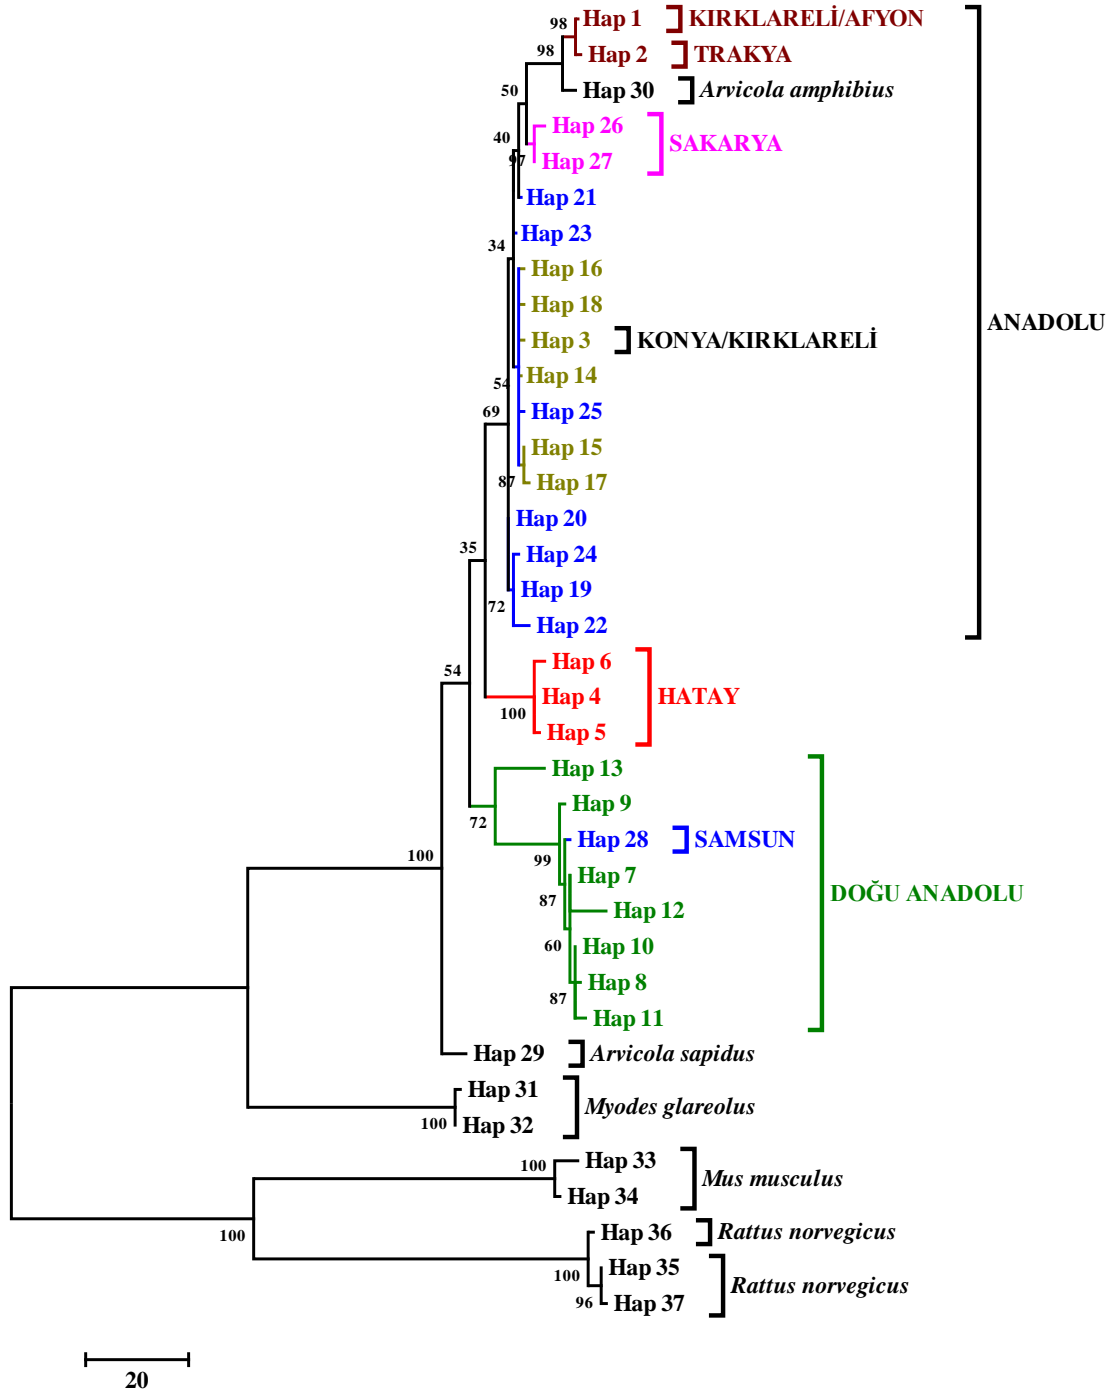 98 Hap 1 KIRKLARELİ/AFYON
98 Hap 2 TRAKYA
Hap 30 Arvicola amphibius
50
Hap 26
40
SAKARYA
97 Hap 27
Hap 21
Hap 23
34
Hap 16
Hap 18
ANADOLU
Hap 3 KONYA/KIRKLARELİ
Hap 14
54
Hap 25
69
Hap 15
87 Hap 17
Hap 20
35
Hap 24
Hap 19
72
Hap 22
Hap 6
54
Hap 4 HATAY
100
Hap 5
Hap 13
Hap 9
72
Hap 28 SAMSUN
100
99
Hap 7
DOĞU ANADOLU
87
Hap 12
60 Hap 10
Hap 8
87
Hap 11
Hap 29 Arvicola sapidus
Hap 31
Myodes glareolus
100 Hap 32
100 Hap 33
Mus musculus
Hap 34
100
Hap 36 Rattus norvegicus
Hap 35
100
Rattus norvegicus
96 Hap 37
20